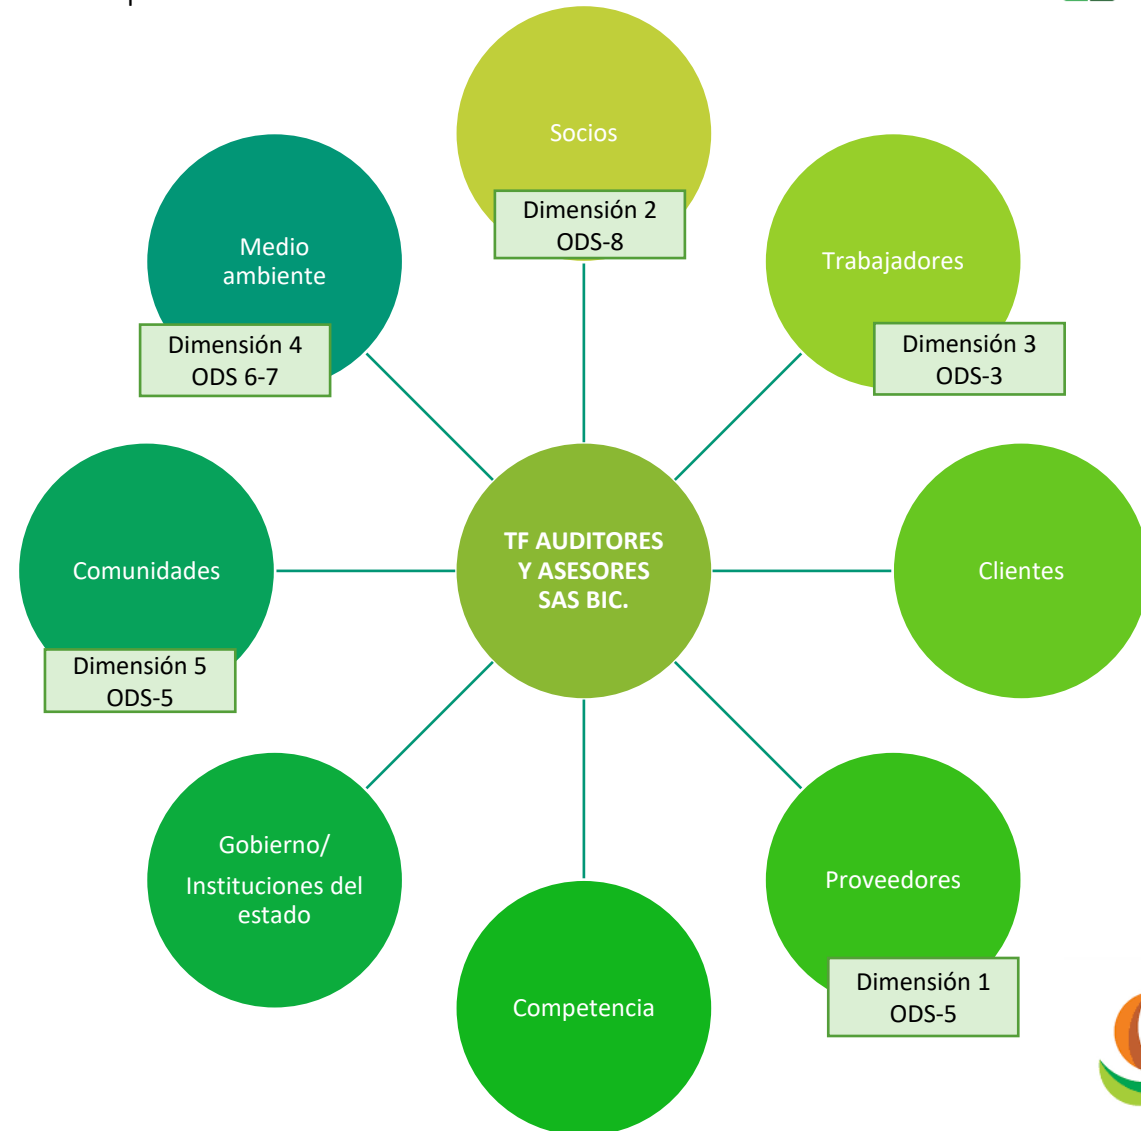 Socios
Dimensión 2
ODS-8
Medio
ambiente
Trabajadores
Dimensión 4
ODS 6-7
Dimensión 3
ODS-3
TF AUDITORES
Y ASESORES
SAS BIC.
Comunidades
Clientes
Dimensión 5
ODS-5
Gobierno/
Instituciones del
estado
Proveedores
Dimensión 1
ODS-5
Competencia